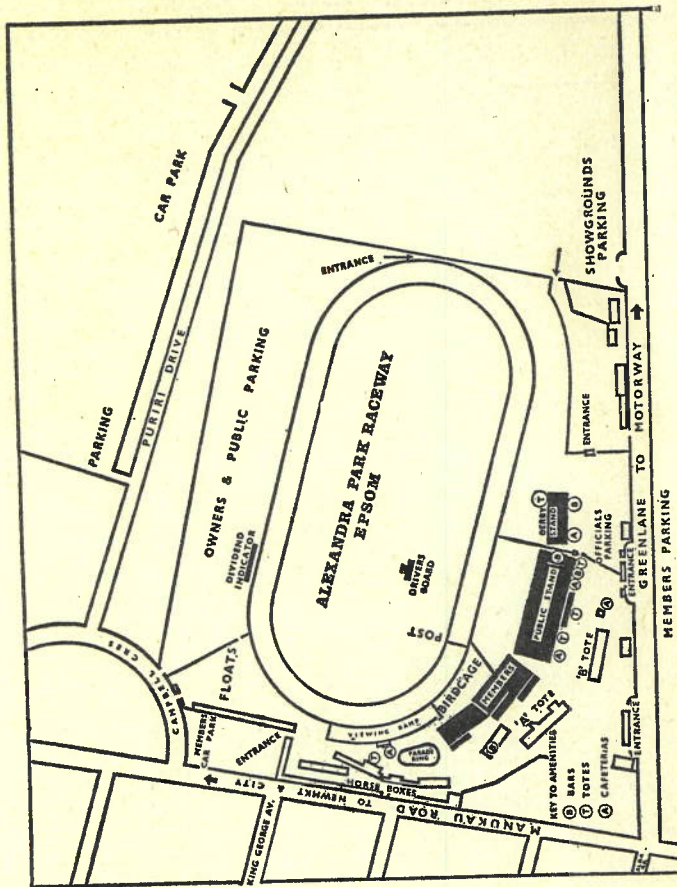 CAR PARK
PARKING
PURIRI DRIVE
OWNERS & PUBLIC PARKING
ENTRANCE
SHOWGROUNDS
PARKING
DIVIDEND
INDICATOR
ALEXANDRA PARK RACEWAY
EPSOM
DRIVERS
BOARD
POST
CAMPBELL CRES
FLOATS
MEMBERS
CAR PARK
ENTRANCE
BIRDCAGE
MEMBERS
PARADE
RING
HORSE BOXES
T
A
B
'A' TOTE
PUBLIC STAND
B
A
T
T
A
B
T
DERBY
STAND
T
A
B
'B' TOTE
B
A
OFFICIALS
PARKING
ENTRANCE
ENTRANCE
ENTRANCE
KEY TO AMENITIES
B BARS
T TOTES
A CAFETERIAS
KING GEORGE AV.
MANUKAU ROAD TO NEWMKT & CITY
GREENLANE TO MOTORWAY
MEMBERS PARKING